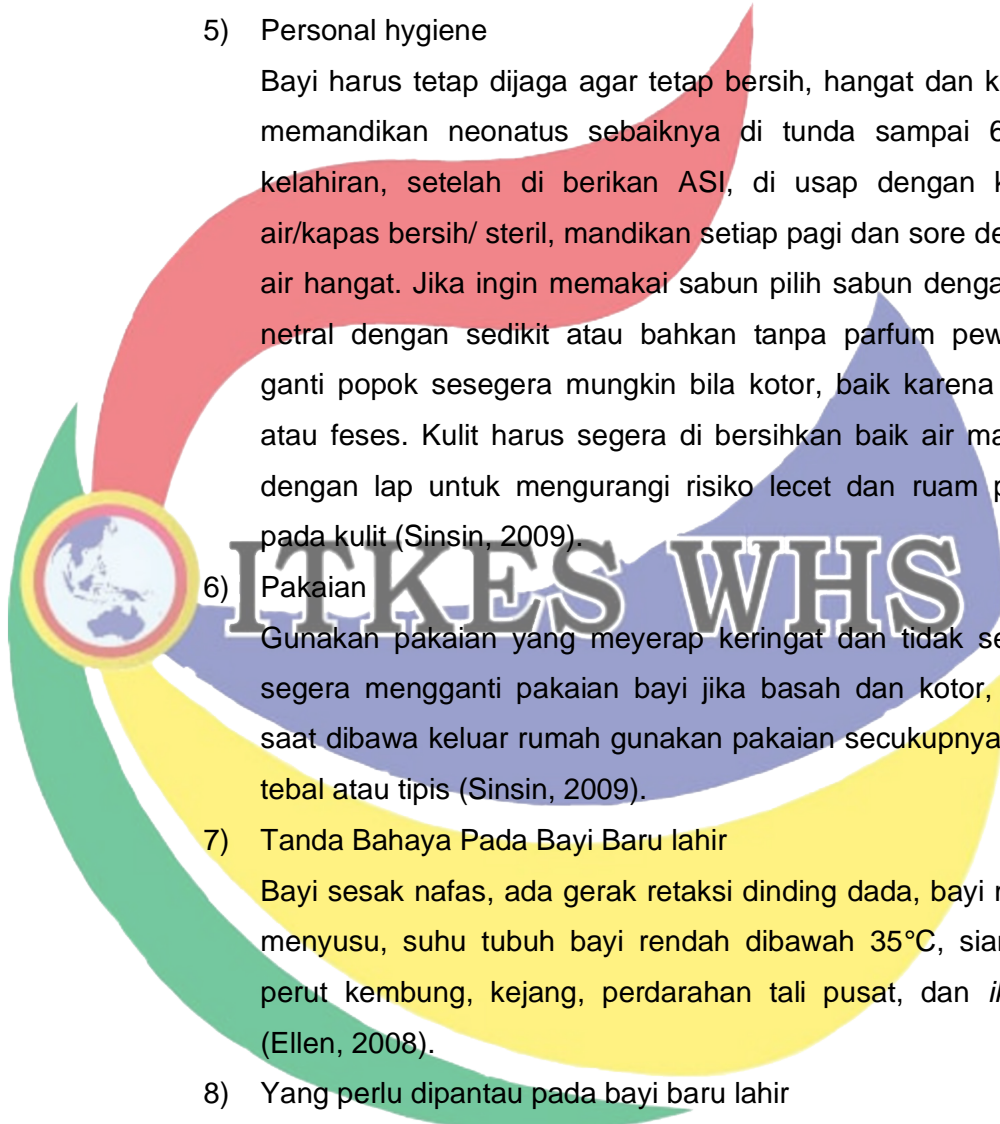 5) Personal hygiene
Bayi harus tetap dijaga agar tetap bersih, hangat dan k
memandikan neonatus sebaiknya di tunda sampai 6
kelahiran, setelah di berikan ASI, di usap dengan k
air/kapas bersih/ steril, mandikan setiap pagi dan sore de
air hangat. Jika ingin memakai sabun pilih sabun denga
netral dengan sedikit atau bahkan tanpa parfum pew
ganti popok sesegera mungkin bila kotor, baik karena
atau feses. Kulit harus segera di bersihkan baik air ma
dengan lap untuk mengurangi risiko lecet dan ruam p
pada kulit (Sinsin, 2009).
ITKES WHS
6) Pakaian
Gunakan pakaian yang meyerap keringat dan tidak se
segera mengganti pakaian bayi jika basah dan kotor,
saat dibawa keluar rumah gunakan pakaian secukupnya
tebal atau tipis (Sinsin, 2009).
7) Tanda Bahaya Pada Bayi Baru lahir
Bayi sesak nafas, ada gerak retaksi dinding dada, bayi
menyusu, suhu tubuh bayi rendah dibawah 35°C, sia
perut kembung, kejang, perdarahan tali pusat, dan
(Ellen, 2008).
8) Yang perlu dipantau pada bayi baru lahir